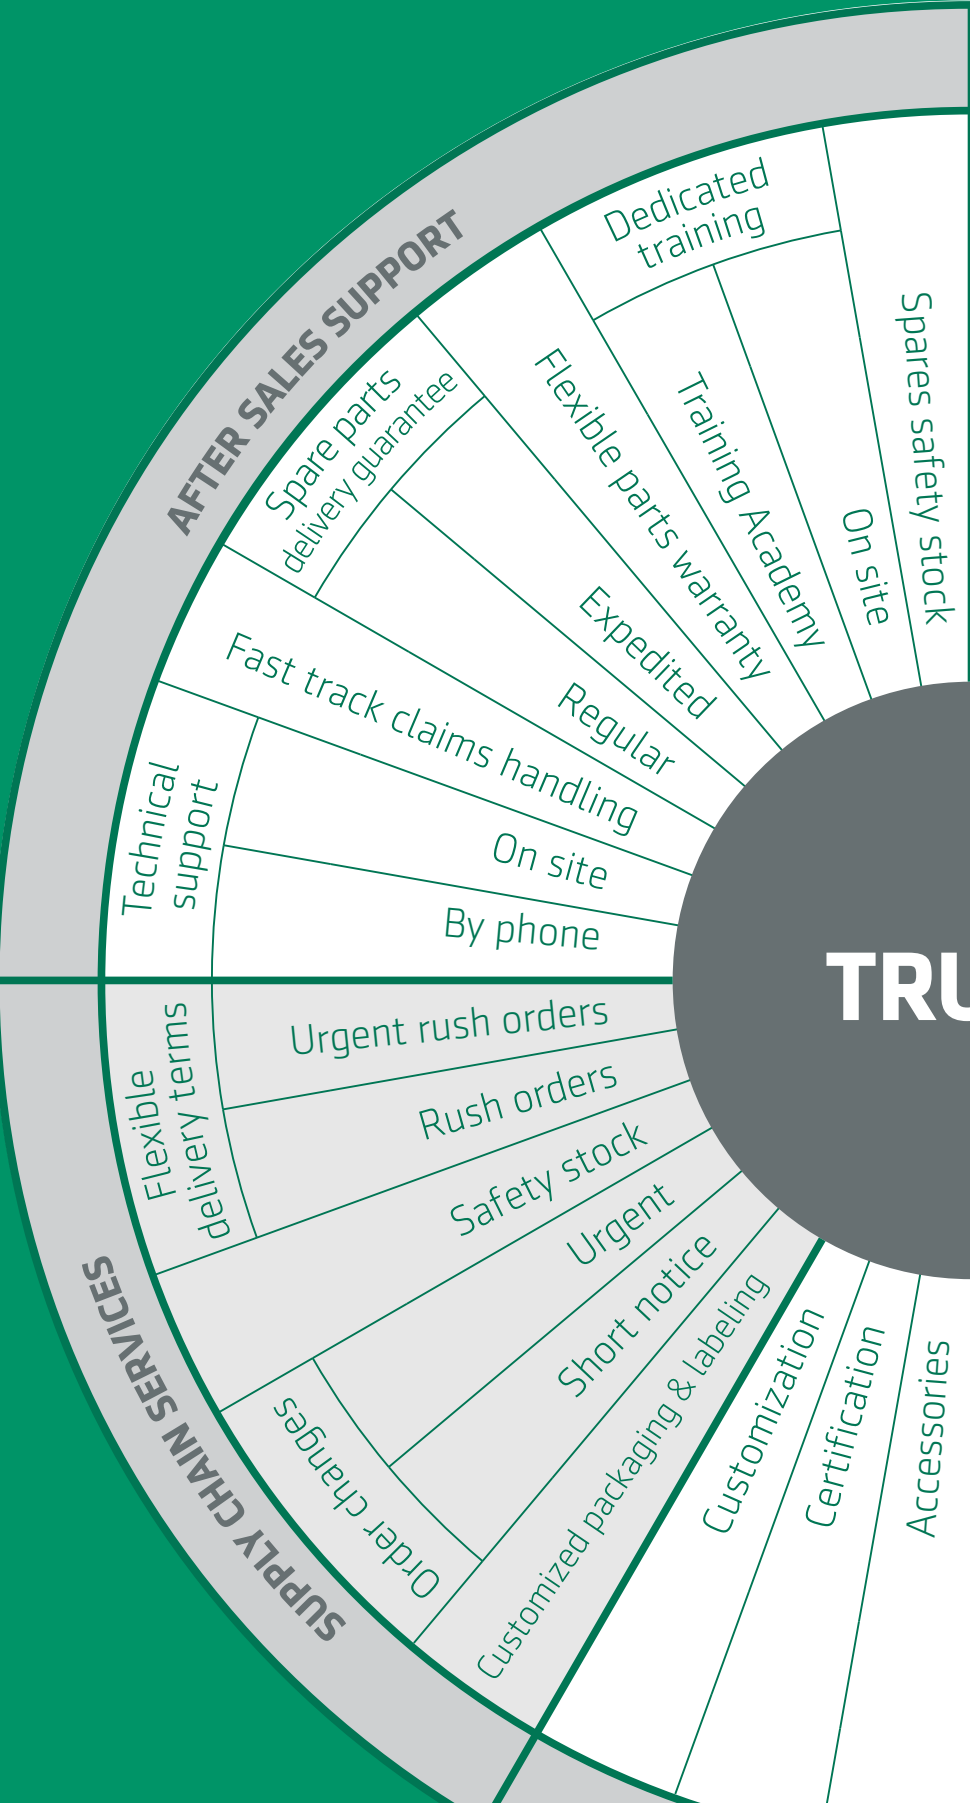 AFTER SALES SUPPORT
Spares safety stock
Dedicated
training
On site
Training Academy
Flexible parts warranty
Spare parts
delivery guarantee
Expedited
Regular
Fast track claims handling
Technical
support
On site
By phone
TRU
SUPPLY CHAIN SERVICES
Flexible
delivery terms
Urgent rush orders
Rush orders
Safety stock
Order changes
Urgent
Short notice
Customized packaging & labeling
Customization
Certification
Accessories